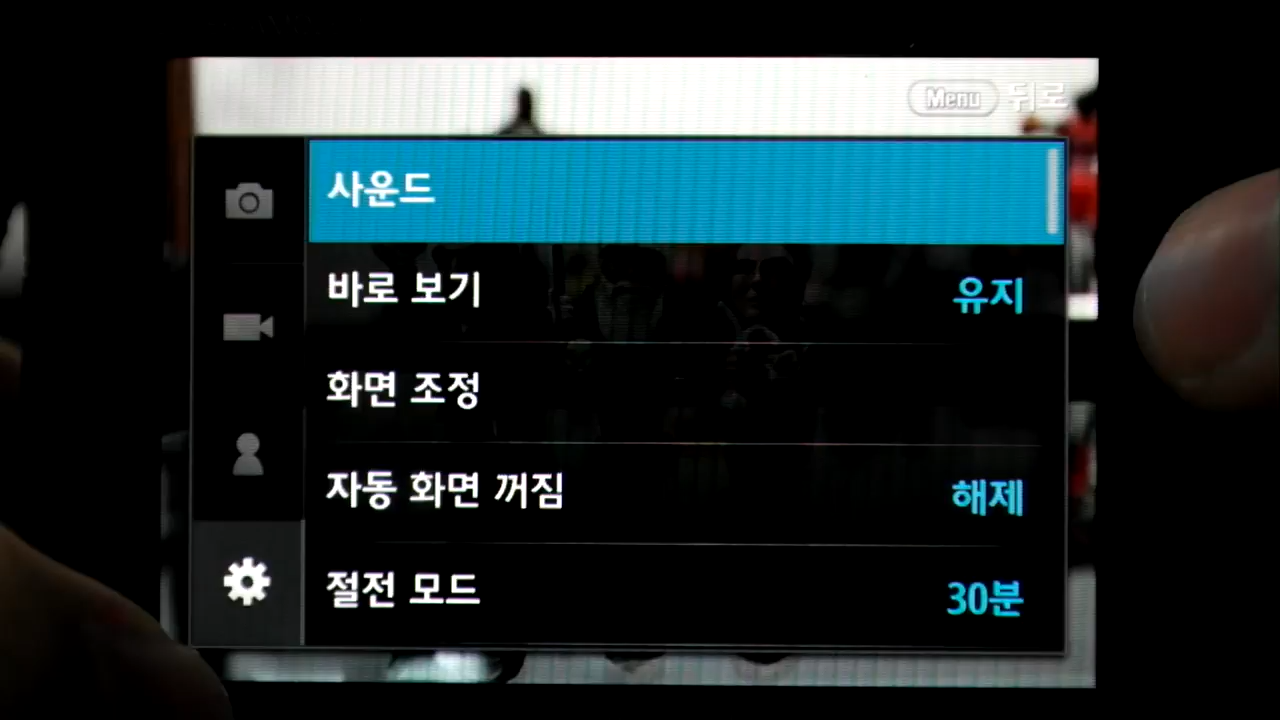 Menu 뒤로
사운드
바로 보기 유지
화면 조정
자동 화면 꺼짐 해제
절전 모드 30분